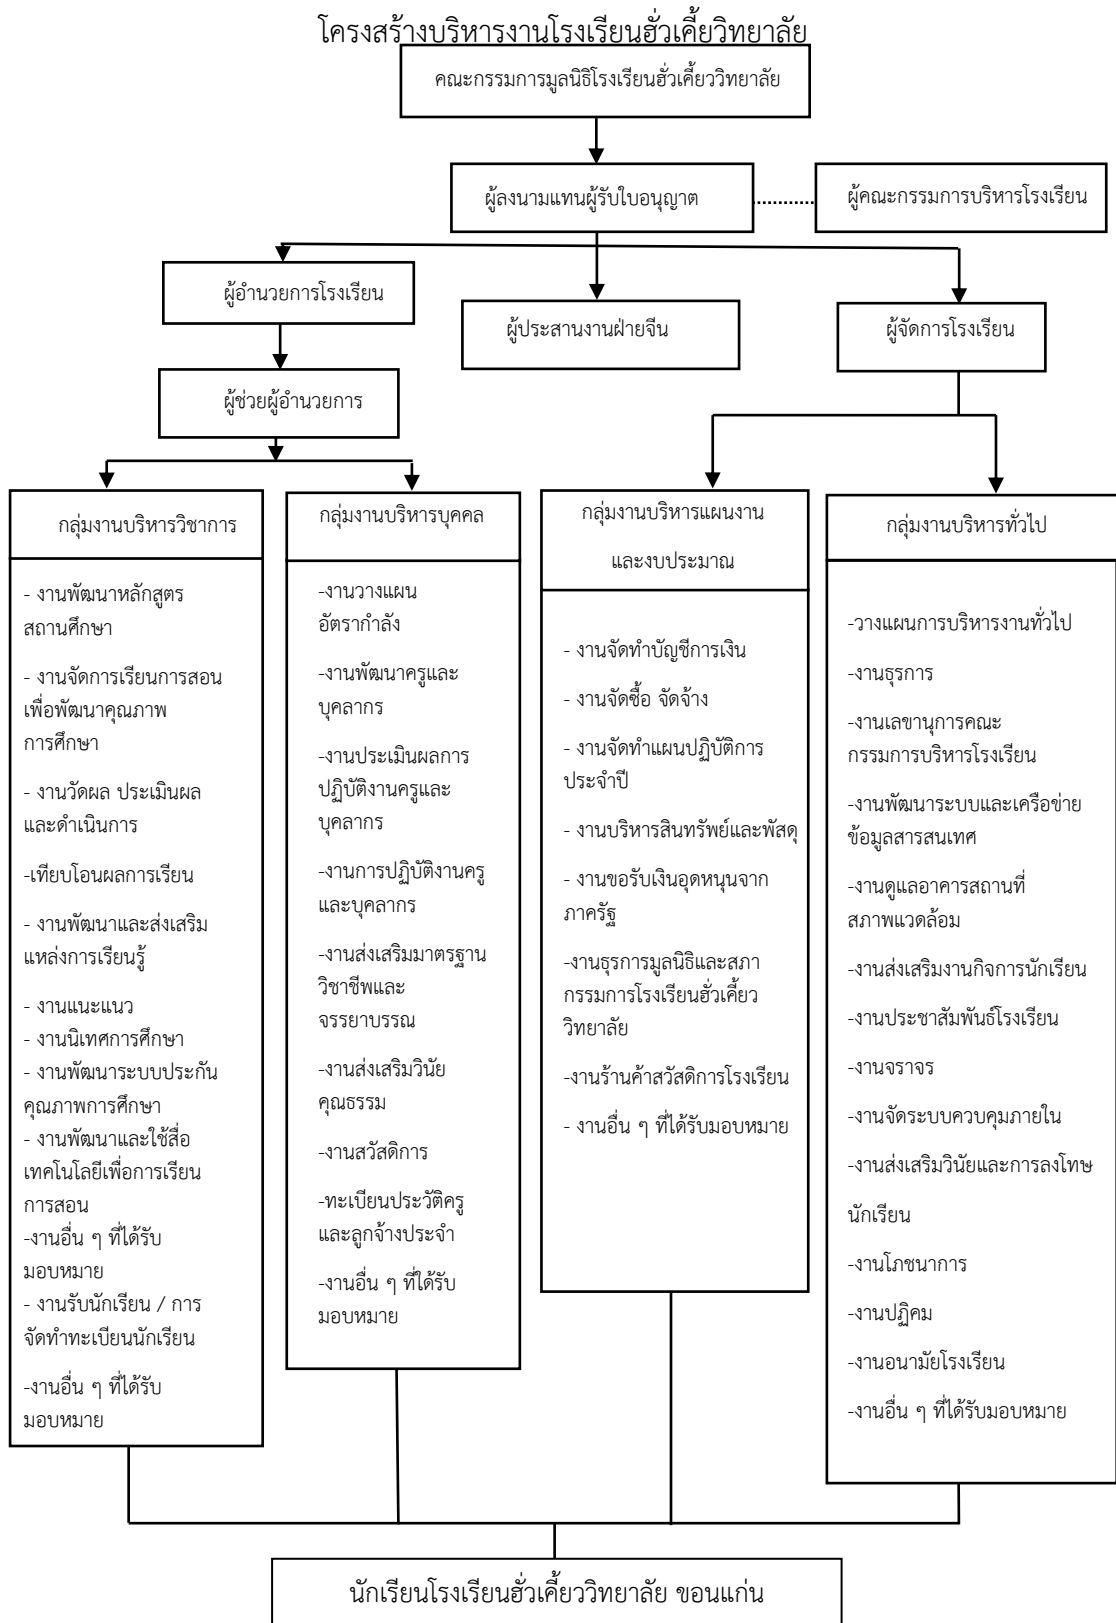 โครงสร้างบริหารงานโรงเรียนฮั่วเคี้ยวิทยาลัย
คณะกรรมการมูลนิธิโรงเรียนฮั่วเคี้ยววิทยาลัย
ผู้ลงนามแทนผู้รับใบอนุญาต
ผู้คณะกรรมการบริหารโรงเรียน
ผู้อำนวยการโรงเรียน
ผู้ประสานงานฝ่ายจีน
ผู้จัดการโรงเรียน
ผู้ช่วยผู้อำนวยการ
กลุ่มงานบริหารวิชาการ
- งานพัฒนาหลักสูตร
สถานศึกษา
- งานจัดการเรียนการสอน
เพื่อพัฒนาคุณภาพ
การศึกษา
- งานวัดผล ประเมินผล
และดำเนินการ
-เทียบโอนผลการเรียน
- งานพัฒนาและส่งเสริม
แหล่งการเรียนรู้
- งานแนะแนว
- งานนิเทศการศึกษา
- งานพัฒนาระบบประกัน
คุณภาพการศึกษา
- งานพัฒนาและใช้สื่อ
เทคโนโลยีเพื่อการเรียน
การสอน
-งานอื่น ๆ ที่ได้รับ
มอบหมาย
- งานรับนักเรียน / การ
จัดทำทะเบียนนักเรียน
-งานอื่น ๆ ที่ได้รับ
มอบหมาย
กลุ่มงานบริหารบุคคล
-งานวางแผน
อัตรากำลัง
-งานพัฒนาครูและ
บุคลากร
-งานประเมินผลการ
ปฏิบัติงานครูและ
บุคลากร
-งานการปฏิบัติงานครู
และบุคลากร
-งานส่งเสริมมาตรฐาน
วิชาชีพและ
จรรยาบรรณ
-งานส่งเสริมวินัย
คุณธรรม
-งานสวัสดิการ
-ทะเบียนประวัติครู
และลูกจ้างประจำ
-งานอื่น ๆ ที่ใด้รับ
มอบหมาย
กลุ่มงานบริหารแผนงาน
และงบประมาณ
- งานจัดทำบัญชีการเงิน
- งานจัดซื้อ จัดจ้าง
- งานจัดทำแผนปฏิบัติการ
ประจำปี
- งานบริหารสินทรัพย์และพัสดุ
- งานขอรับเงินอุดหนุนจาก
ภาครัฐ
-งานธุรการมูลนิธิและสภา
กรรมการโรงเรียนฮั่วเคี้ยว
วิทยาลัย
-งานร้านค้าสวัสดิการโรงเรียน
- งานอื่น ๆ ที่ได้รับมอบหมาย
กลุ่มงานบริหารทั่วไป
-วางแผนการบริหารงานทั่วไป
-งานธุรการ
-งานเลขานุการคณะ
กรรมการบริหารโรงเรียน
-งานพัฒนาระบบและเครือข่าย
ข้อมูลสารสนเทศ
-งานดูแลอาคารสถานที่
สภาพแวดล้อม
-งานส่งเสริมงานกิจการนักเรียน
-งานประชาสัมพันธ์โรงเรียน
-งานจราจร
-งานจัดระบบควบคุมภายใน
-งานส่งเสริมวินัยและการลงโทษ
นักเรียน
-งานโภชนาการ
-งานปฏิคม
-งานอนามัยโรงเรียน
-งานอื่น ๆ ที่ได้รับมอบหมาย
นักเรียนโรงเรียนฮั่วเคี้ยววิทยาลัย ขอนแก่น